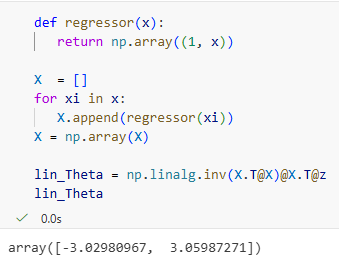 def regressor(x):
    return np.array((1, x))
X  = []
for xi in x:
    X.append(regressor(xi))
X = np.array(X)
lin_Theta = np.linalg.inv(X.T@X)@X.T@z
lin_Theta
✓ 0.0s
array([-3.02980967,  3.05987271])